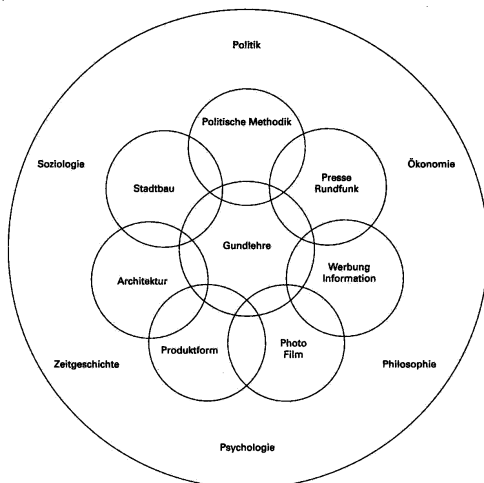 Politik
Politische Methodik
Soziologie
Ökonomie
Stadtbau
Presse
Rundfunk
Gundlehre
Architektur
Werbung
Information
Produktform
Photo
Film
Zeitgeschichte
Philosophie
Psychologie